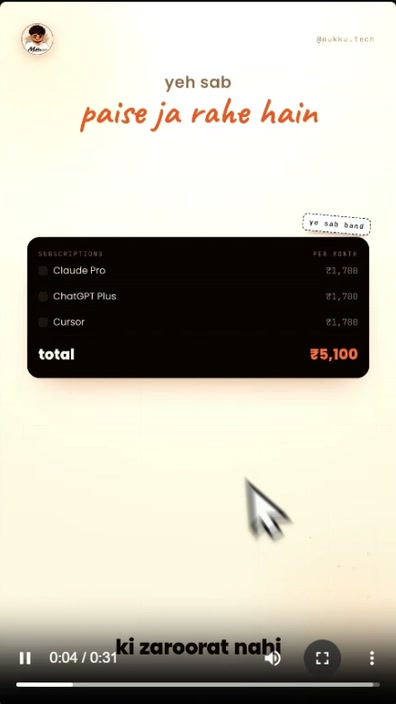 @mukku.tech
yeh sab
paise ja rahe hain
ye sab band
SUBSCRIPTIONS PER MONTH
Claude Pro ₹1,700
ChatGPT Plus ₹1,700
Cursor ₹1,700
total ₹5,100
ki zaroorat nahi
0:04 / 0:31